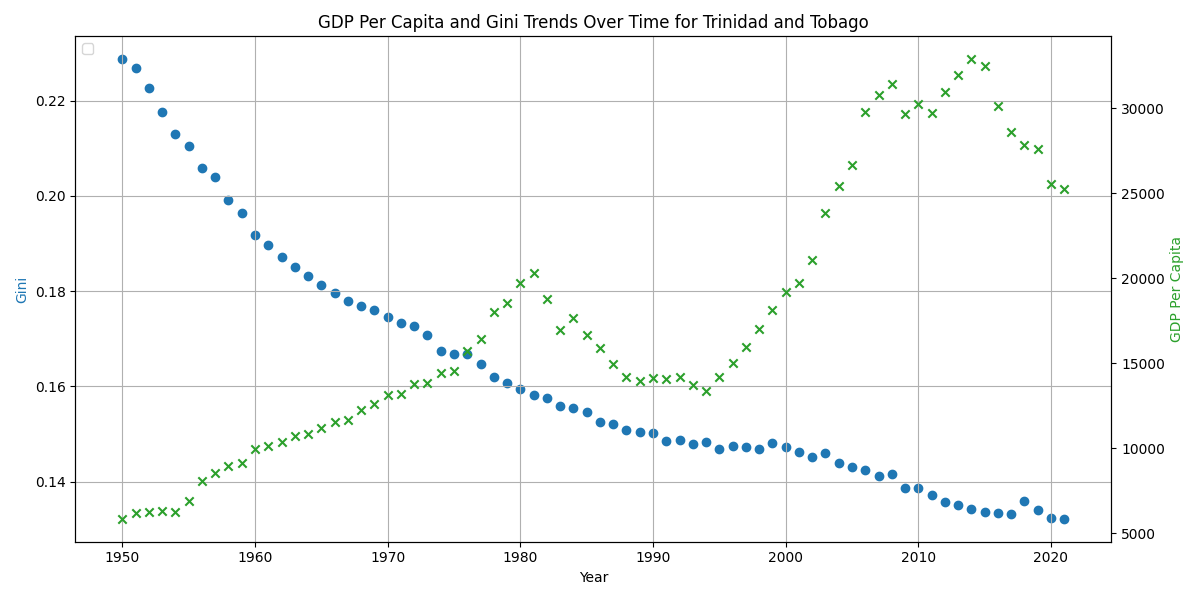 GDP Per Capita and Gini Trends Over Time for Trinidad and Tobago
Gini
0.22
0.20
0.18
0.16
0.14
30000
25000
20000
15000
10000
5000
GDP Per Capita
1950 1960 1970 1980 1990 2000 2010 2020
Year